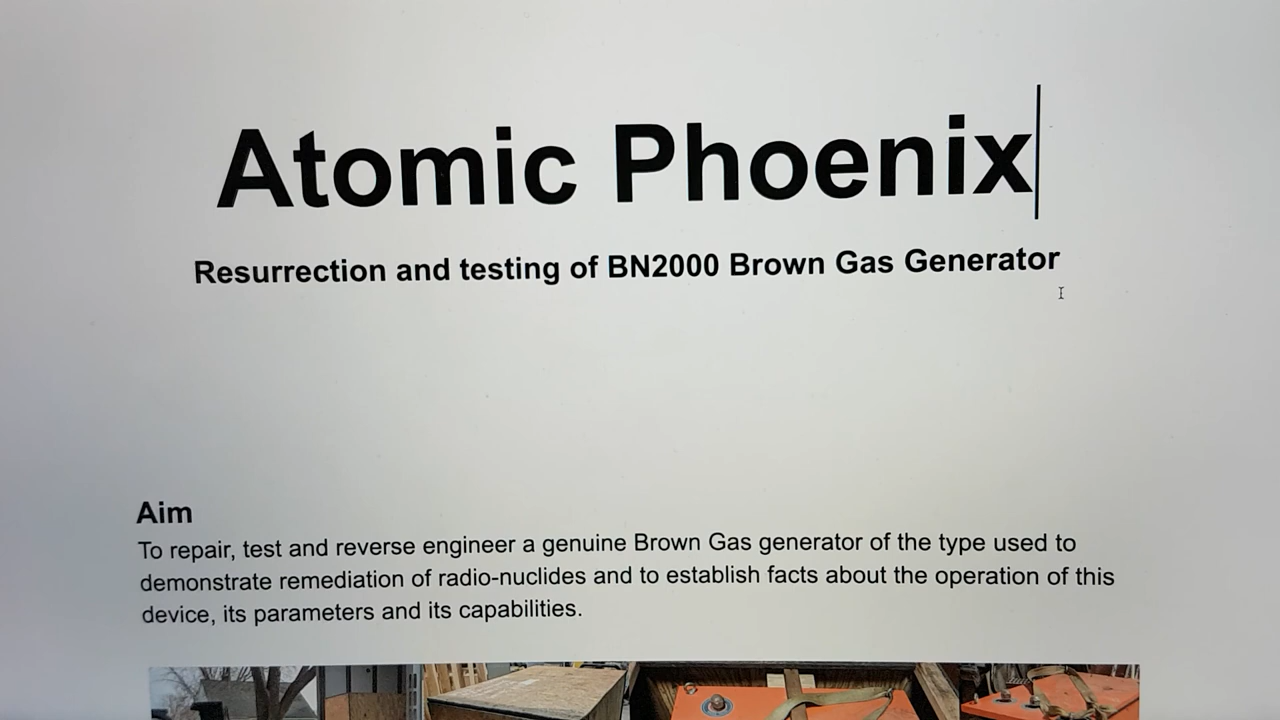 Atomic Phoenix
Resurrection and testing of BN2000 Brown Gas Generator
Aim
To repair, test and reverse engineer a genuine Brown Gas generator of the type used to
demonstrate remediation of radio-nuclides and to establish facts about the operation of this
device, its parameters and its capabilities.